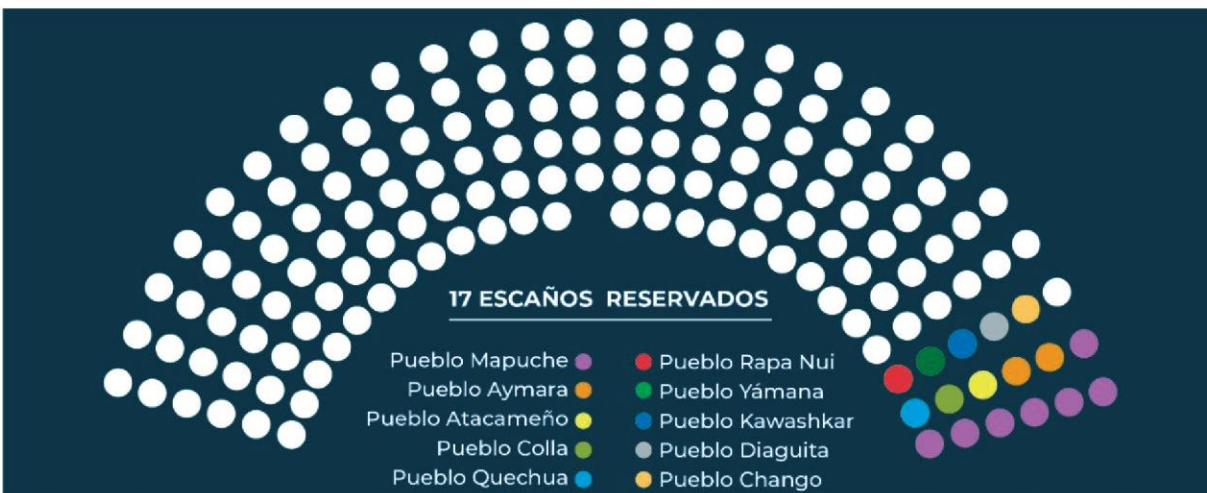 17 ESCAÑOS RESERVADOS
Pueblo Mapuche
Pueblo Aymara
Pueblo Atacameño
Pueblo Colla
Pueblo Quechua
Pueblo Rapa Nui
Pueblo Yámana
Pueblo Kawashkar
Pueblo Diaguita
Pueblo Chango